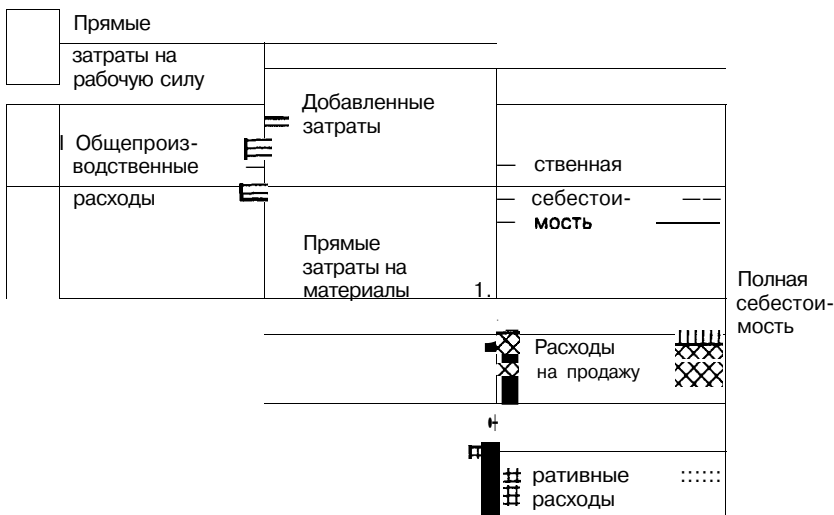 Прямые
затраты на
рабочую силу
Общепроиз-
водственные
расходы
Добавленные
затраты
Прямые
затраты на
материалы 1.
ственная
себестои-
мость
Расходы
на продажу
ративные
расходы
Полная
себестои-
мость